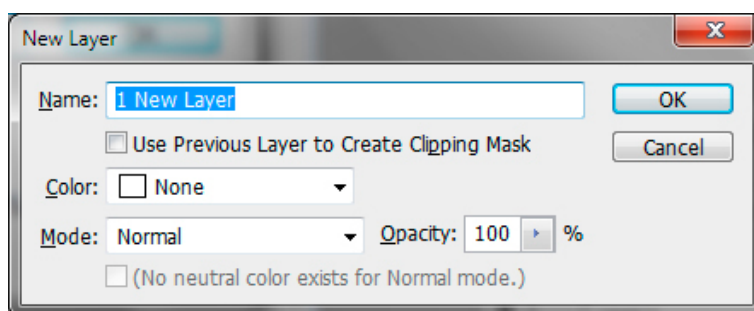 New Layer
Name: 1 New Layer
OK
Use Previous Layer to Create Clipping Mask
Cancel
Color: None
Mode: Normal Opacity: 100 %
(No neutral color exists for Normal mode.)